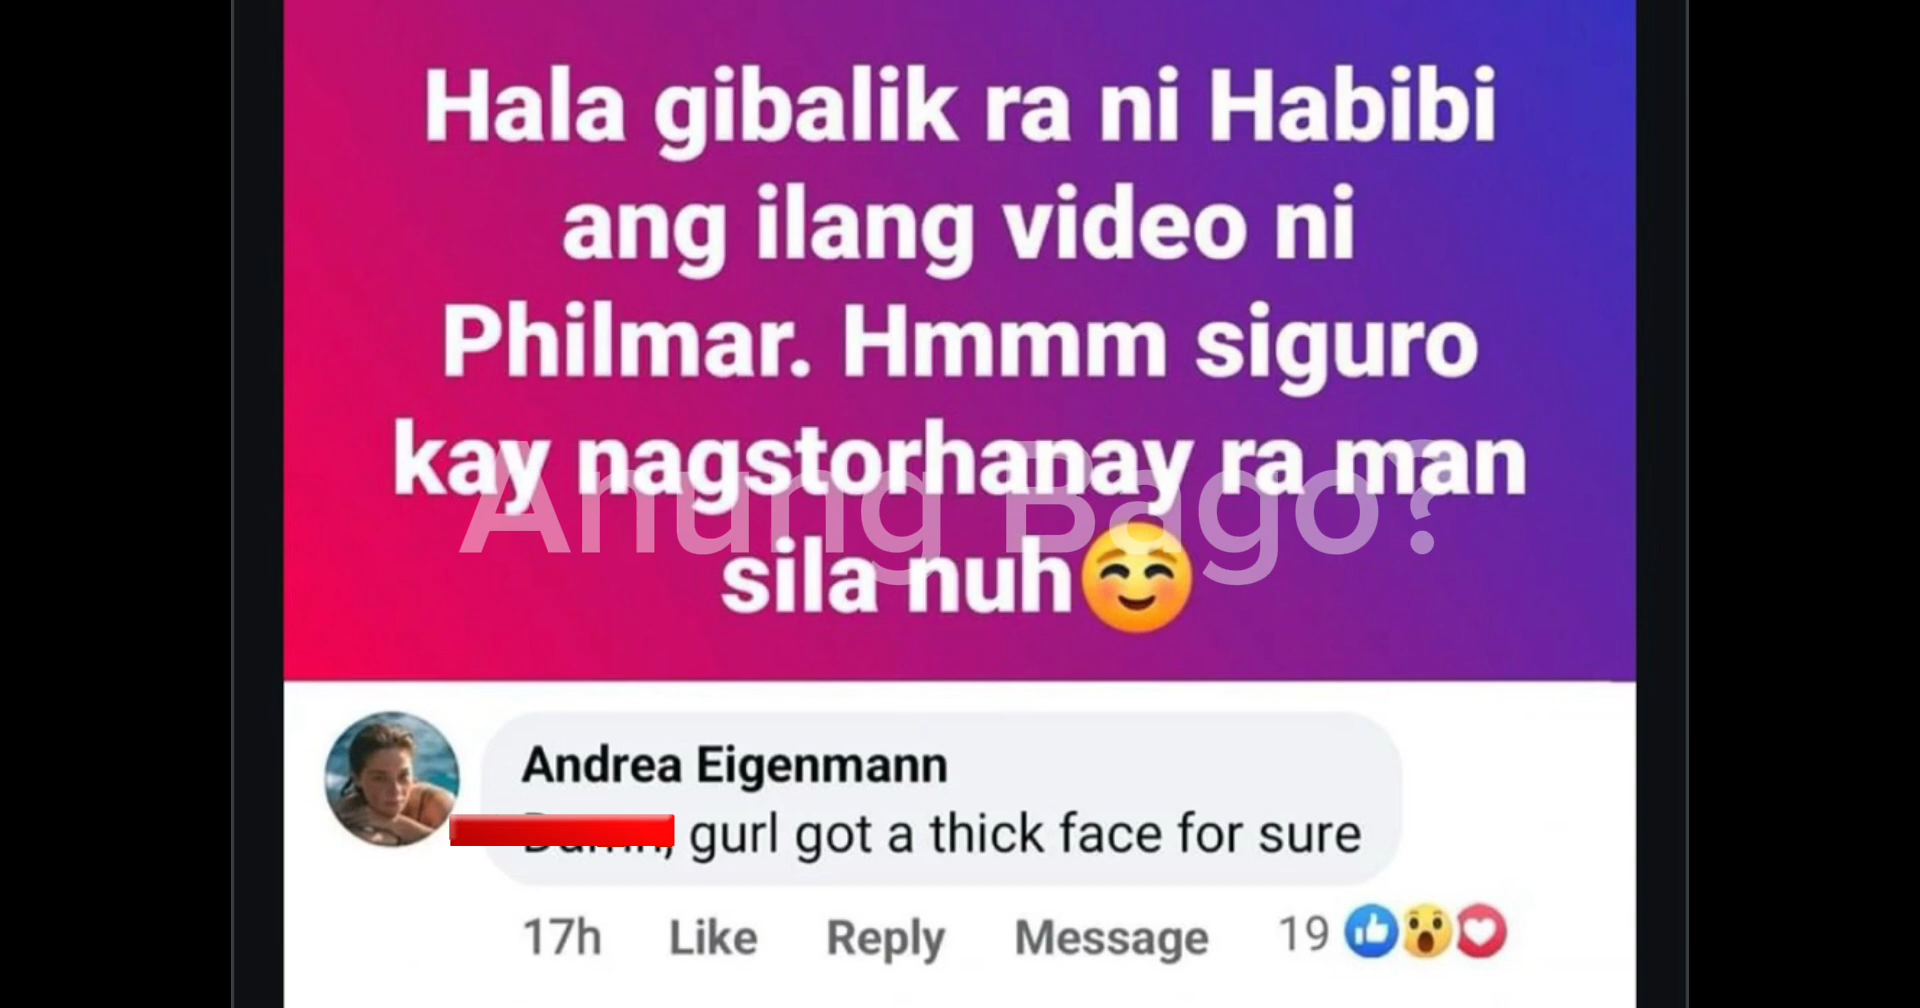 Hala gibalik ra ni Habibi
ang ilang video ni
Philmar. Hmmm siguro
kay nagstorhanay ra man
sila nuh☺️
Anung Bago?
Andrea Eigenmann
Damn, gurl got a thick face for sure
17h Like Reply Message 19